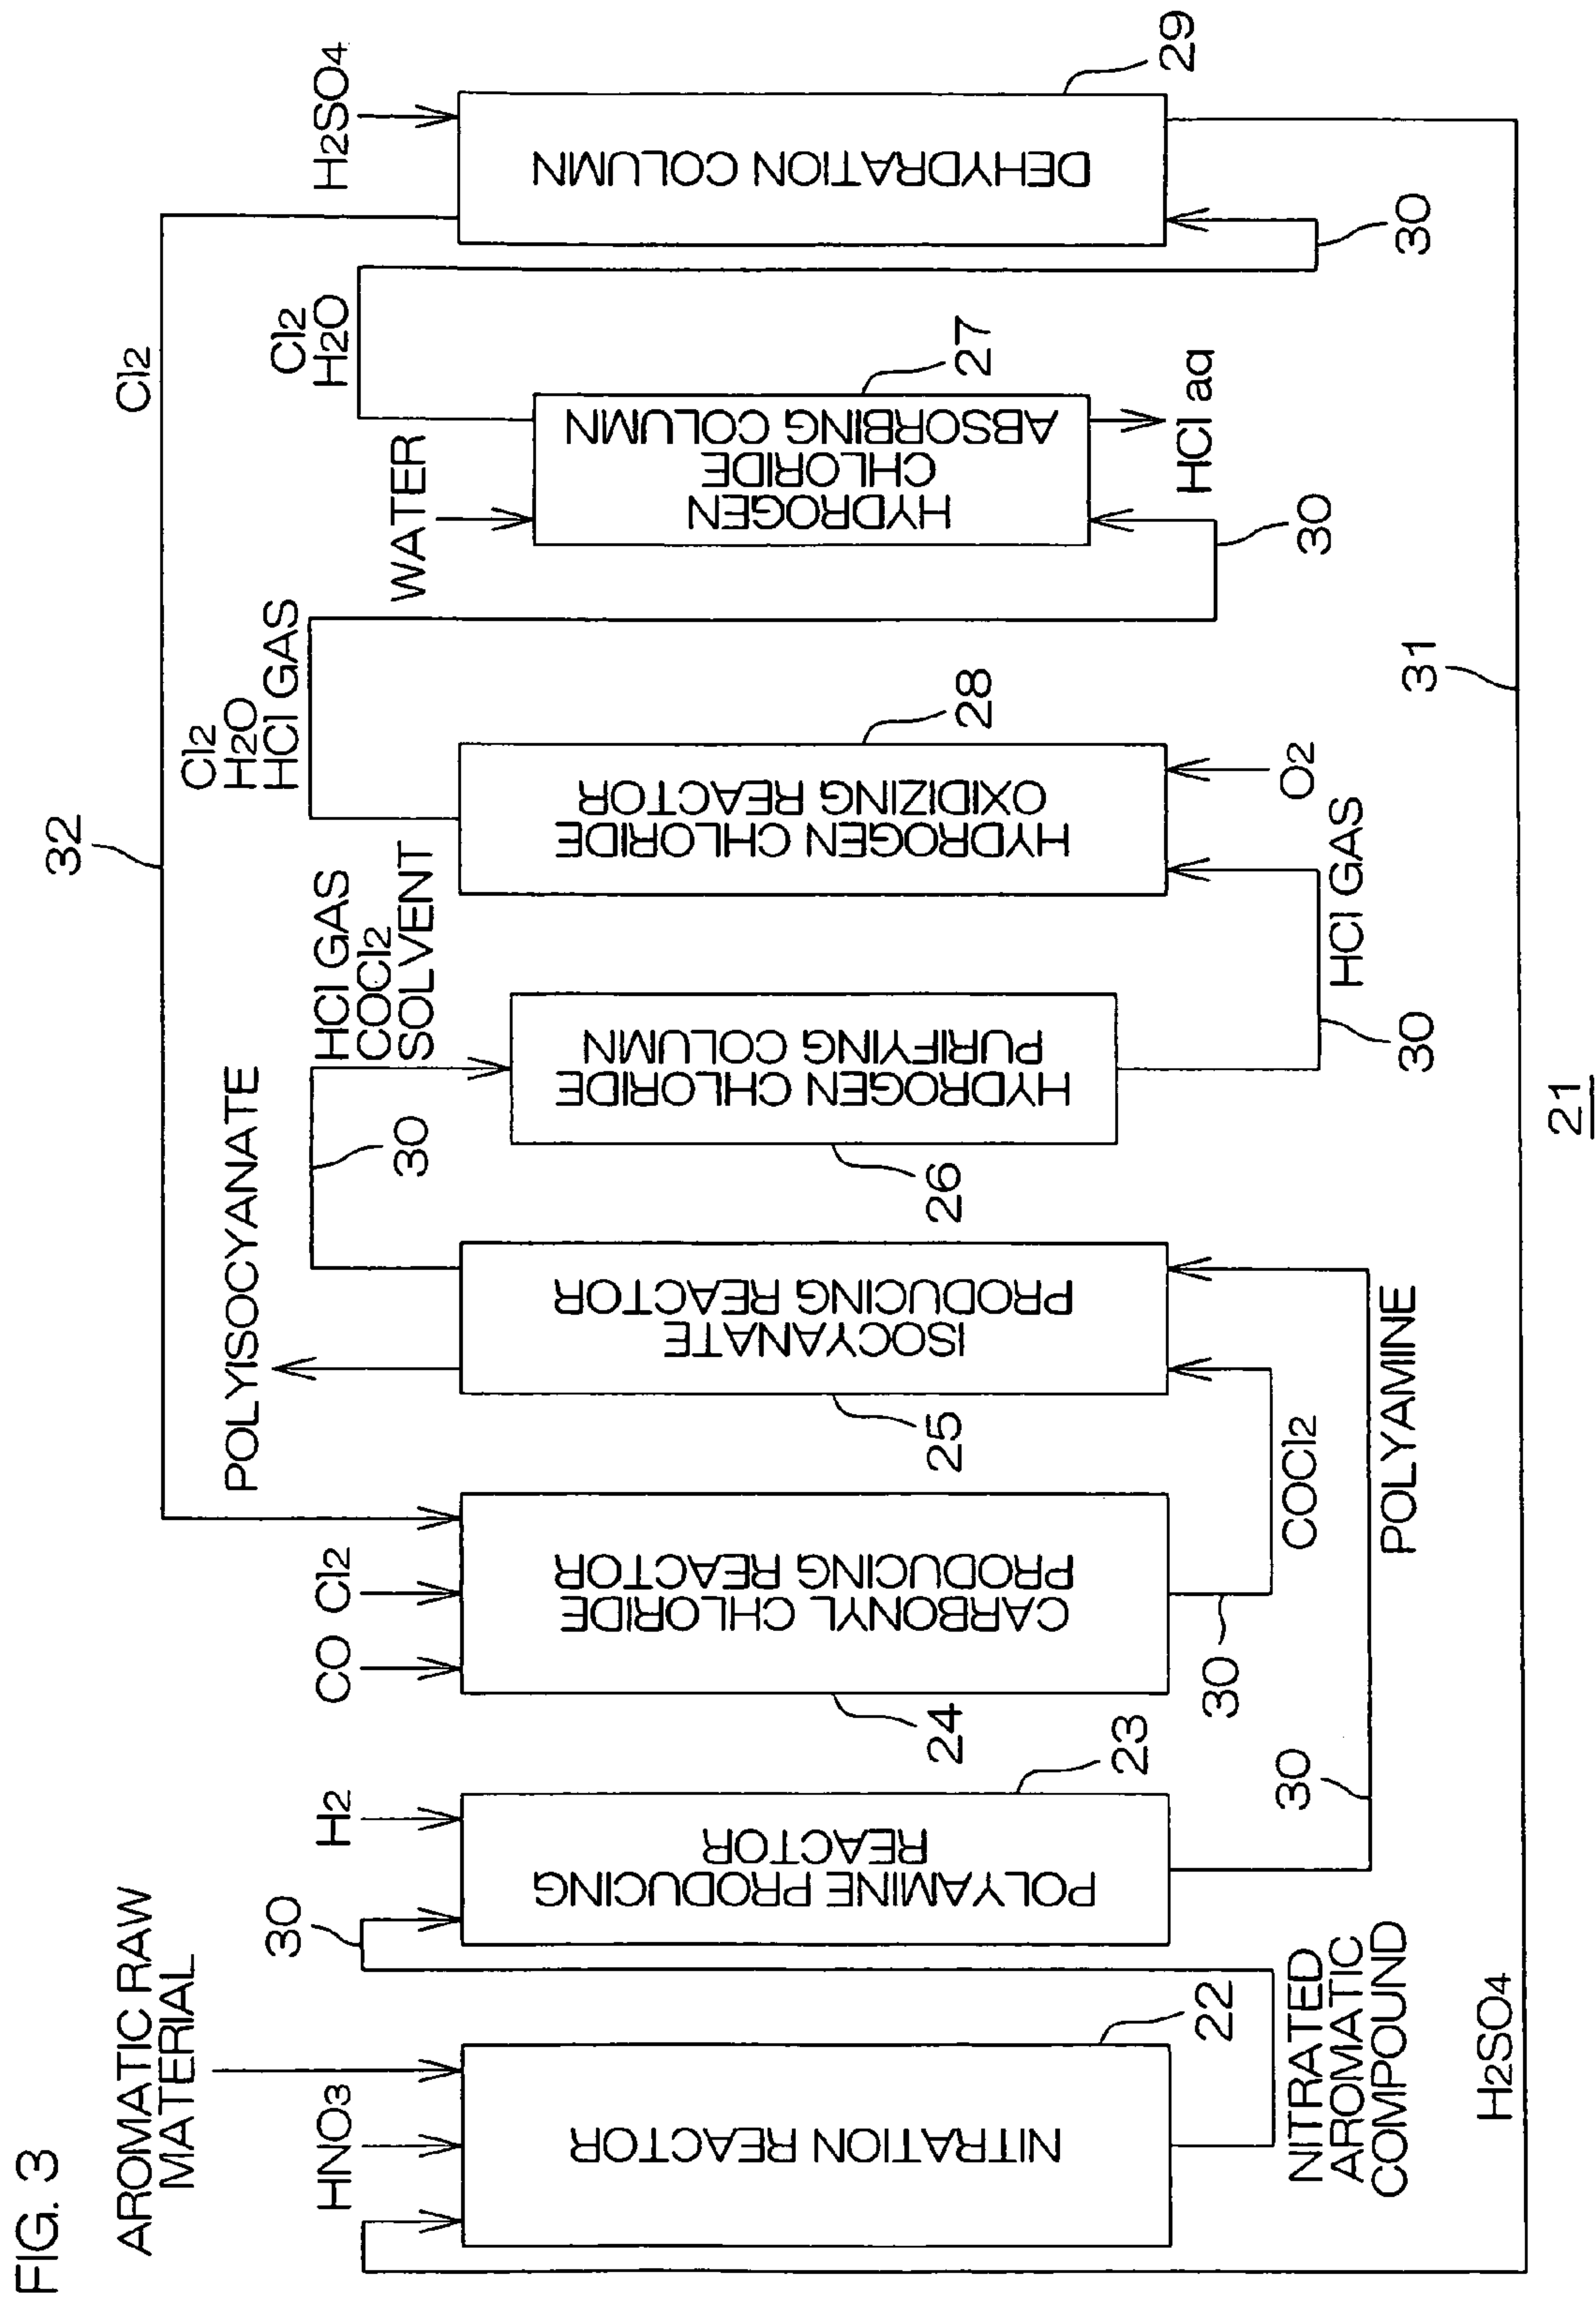 FIG. 3
AROMATIC RAW
MATERIAL
HNO3
NITRATION REACTOR
22
NITRATED
AROMATIC
COMPOUND
H2SO4
30
H2
POLYAMINE PRODUCING
REACTOR
23
30
POLYAMINE
CO
Cl2
CARBONYL CHLORIDE
PRODUCING REACTOR
24
30
COCl2
POLYISOCYANATE
ISOCYANATE
PRODUCING REACTOR
25
30
HCl GAS
COCl2
SOLVENT
HYDROGEN CHLORIDE
PURIFYING COLUMN
26
30
HCl GAS
32
Cl2
H2O
HCl GAS
HYDROGEN CHLORIDE
OXIDIZING REACTOR
28
O2
31
WATER
30
HYDROGEN
CHLORIDE
ABSORBING COLUMN
27
HCl aq
Cl2
Cl2
H2O
30
H2SO4
DEHYDRATION COLUMN
29
21